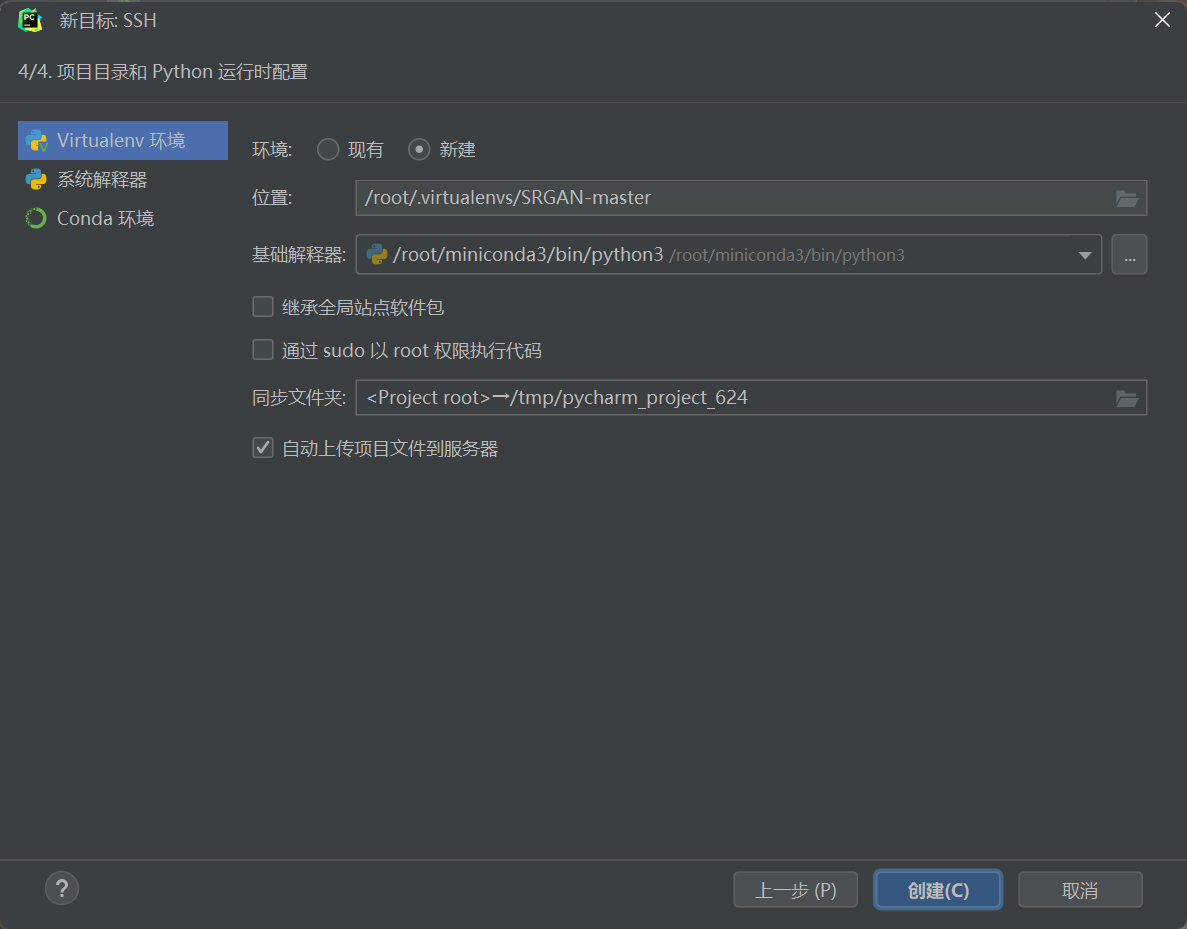 新目标: SSH
4/4. 项目目录和 Python 运行时配置
Virtualenv 环境
系统解释器
Conda 环境
环境: 现有 新建
位置: /root/.virtualenvs/SRGAN-master
基础解释器: /root/miniconda3/bin/python3 /root/miniconda3/bin/python3 ...
继承全局站点软件包
通过 sudo 以 root 权限执行代码
同步文件夹: <Project root>→/tmp/pycharm_project_624
自动上传项目文件到服务器
? 上一步 (P) 创建(C) 取消